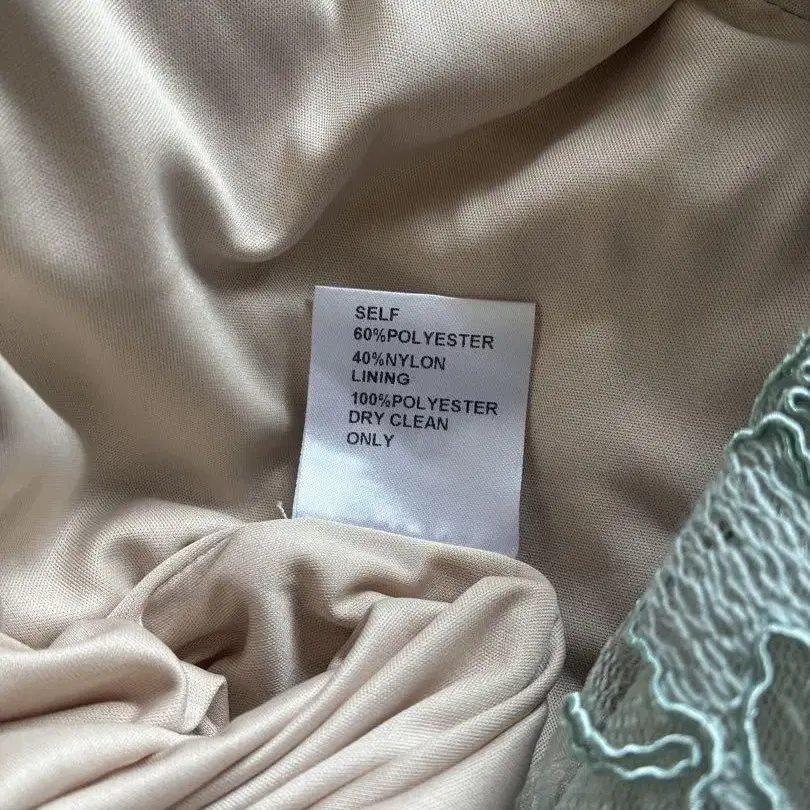 SELF
60%POLYESTER
40%NYLON
LINING
100%POLYESTER
DRY CLEAN
ONLY